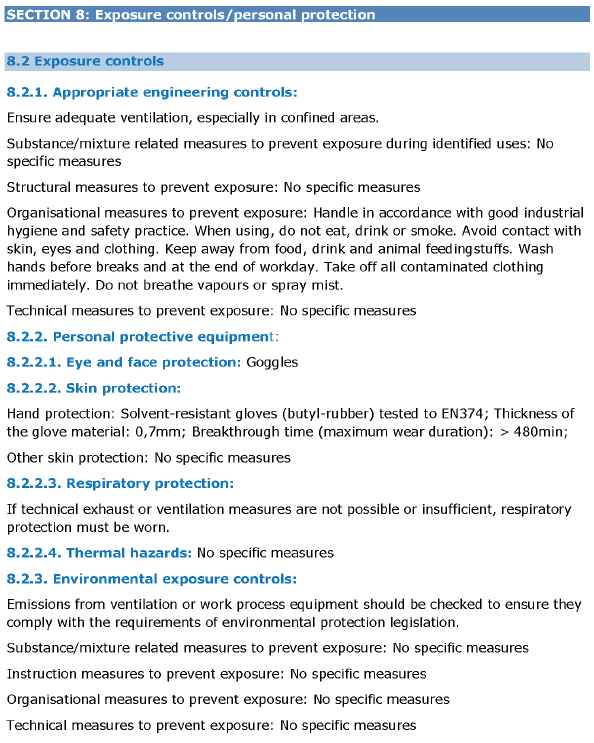 SECTION 8: Exposure controls/personal protection
8.2 Exposure controls
8.2.1. Appropriate engineering controls:
Ensure adequate ventilation, especially in confined areas.
Substance/mixture related measures to prevent exposure during identified uses: No
specific measures
Structural measures to prevent exposure: No specific measures
Organisational measures to prevent exposure: Handle in accordance with good industrial
hygiene and safety practice. When using, do not eat, drink or smoke. Avoid contact with
skin, eyes and clothing. Keep away from food, drink and animal feedingstuffs. Wash
hands before breaks and at the end of workday. Take off all contaminated clothing
immediately. Do not breathe vapours or spray mist.
Technical measures to prevent exposure: No specific measures
8.2.2. Personal protective equipment:
8.2.2.1. Eye and face protection: Goggles
8.2.2.2. Skin protection:
Hand protection: Solvent-resistant gloves (butyl-rubber) tested to EN374; Thickness of
the glove material: 0,7mm; Breakthrough time (maximum wear duration): > 480min;
Other skin protection: No specific measures
8.2.2.3. Respiratory protection:
If technical exhaust or ventilation measures are not possible or insufficient, respiratory
protection must be worn.
8.2.2.4. Thermal hazards: No specific measures
8.2.3. Environmental exposure controls:
Emissions from ventilation or work process equipment should be checked to ensure they
comply with the requirements of environmental protection legislation.
Substance/mixture related measures to prevent exposure: No specific measures
Instruction measures to prevent exposure: No specific measures
Organisational measures to prevent exposure: No specific measures
Technical measures to prevent exposure: No specific measures